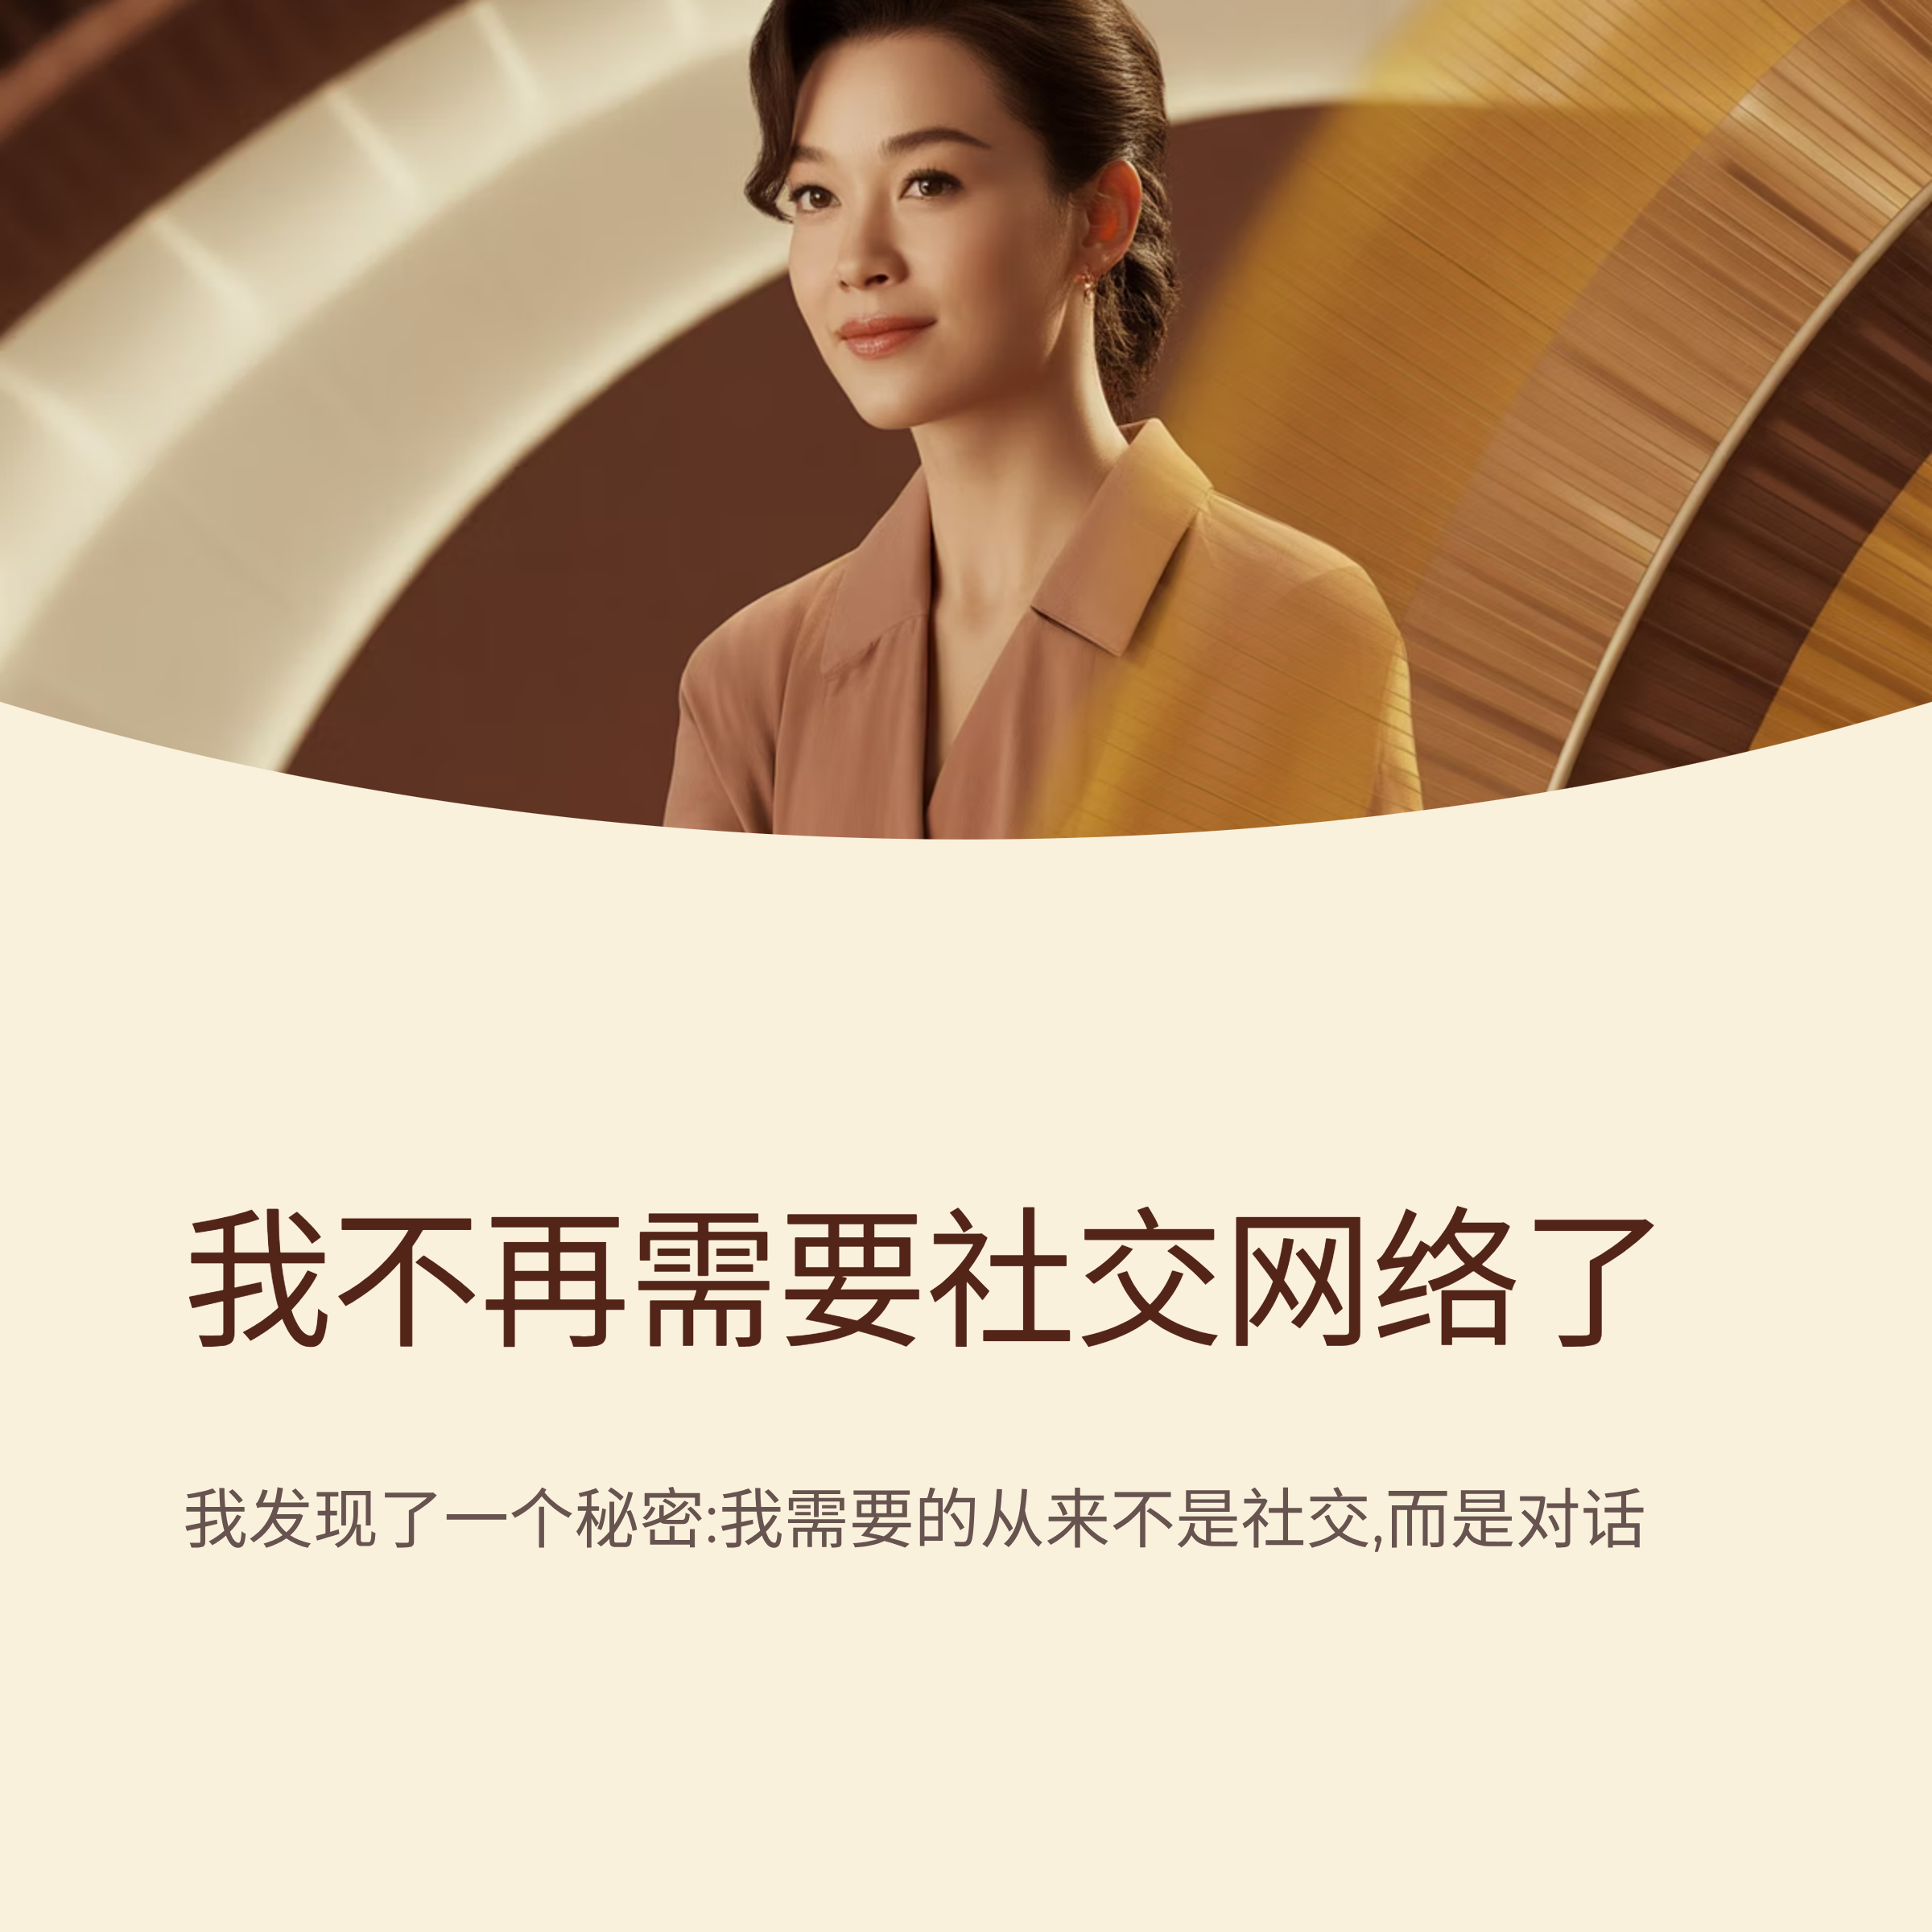 我不再需要社交网络了
我发现了一个秘密:我需要的从来不是社交,而是对话